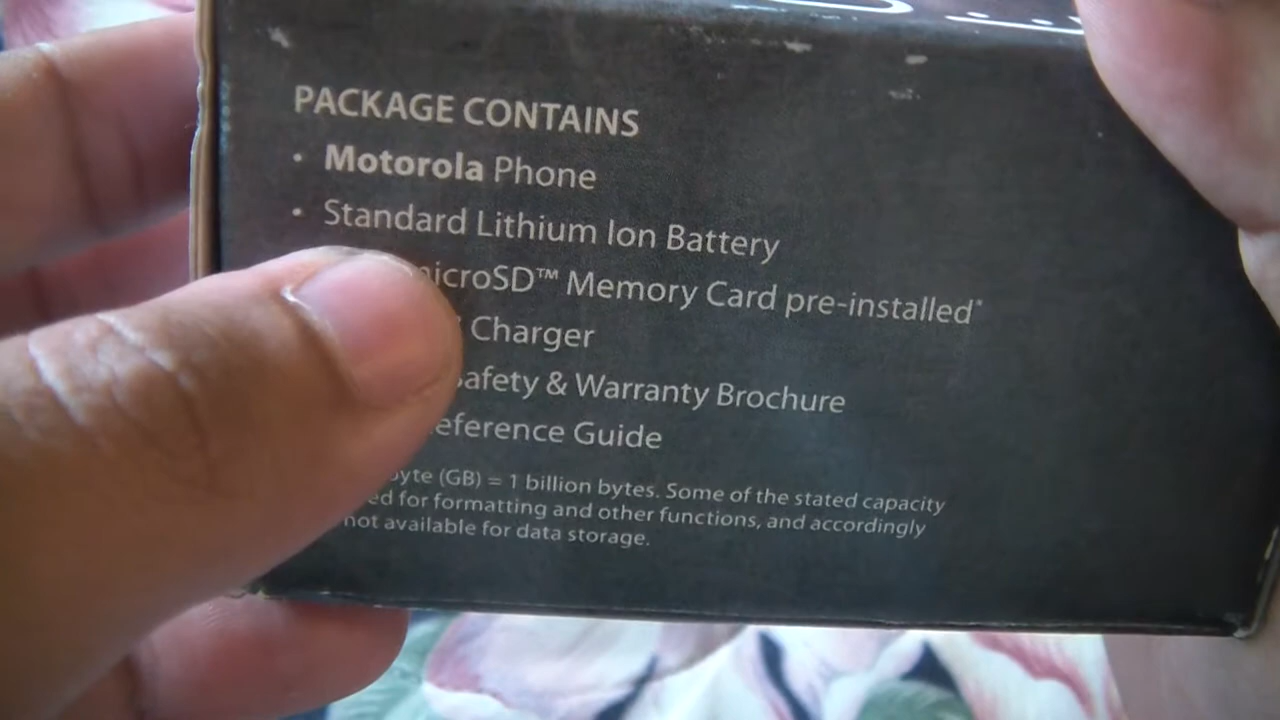 PACKAGE CONTAINS
• Motorola Phone
• Standard Lithium Ion Battery
microSD™ Memory Card pre-installed*
Charger
Safety & Warranty Brochure
eference Guide
byte (GB) = 1 billion bytes. Some of the stated capacity
ed for formatting and other functions, and accordingly
not available for data storage.